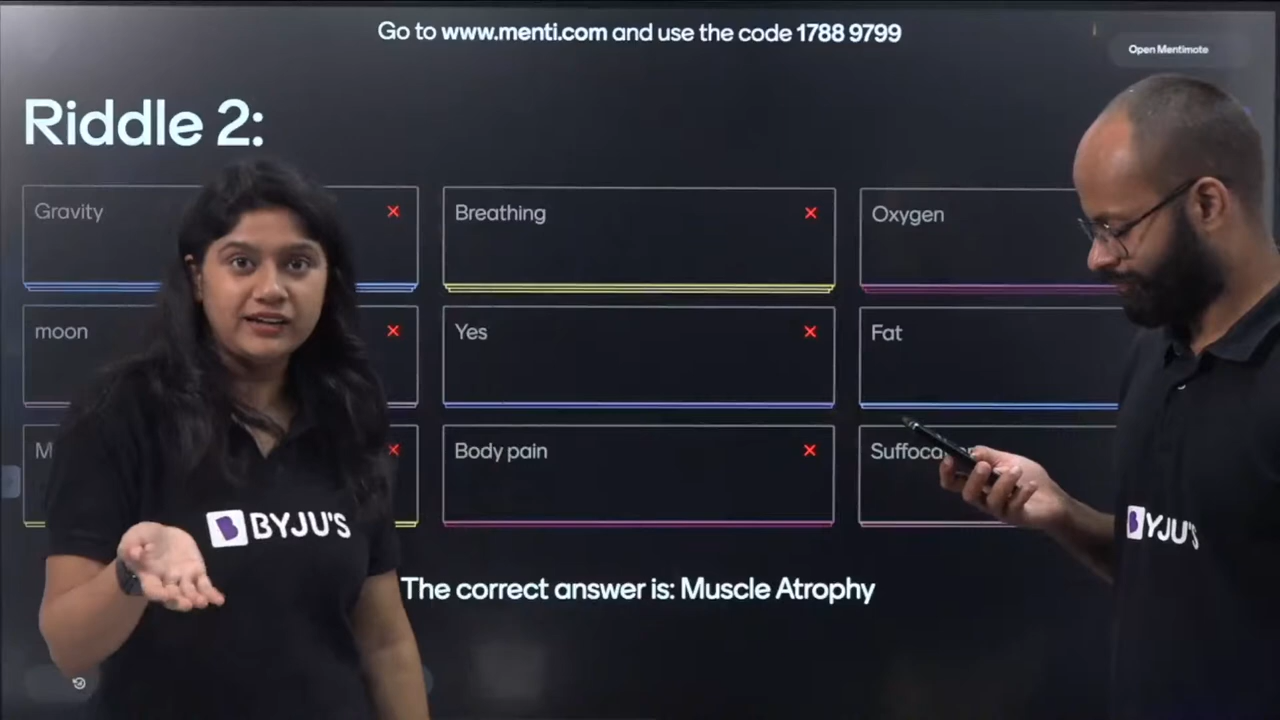 Go to www.menti.com and use the code 1788 9799
Open Mentimote
Riddle 2:
Gravity
Breathing
Oxygen
moon
Yes
Fat
Body pain
The correct answer is: Muscle Atrophy
BYJU'S
YJU'S